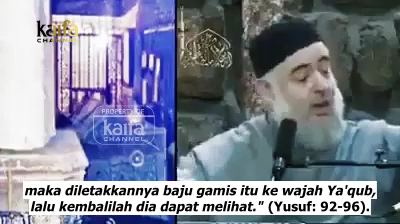 kaifa
CHANNEL
PROPERTY OF
kaifa
CHANNEL
maka diletakkannya baju gamis itu ke wajah Ya'qub,
lalu kembalilah dia dapat melihat." (Yusuf: 92-96).